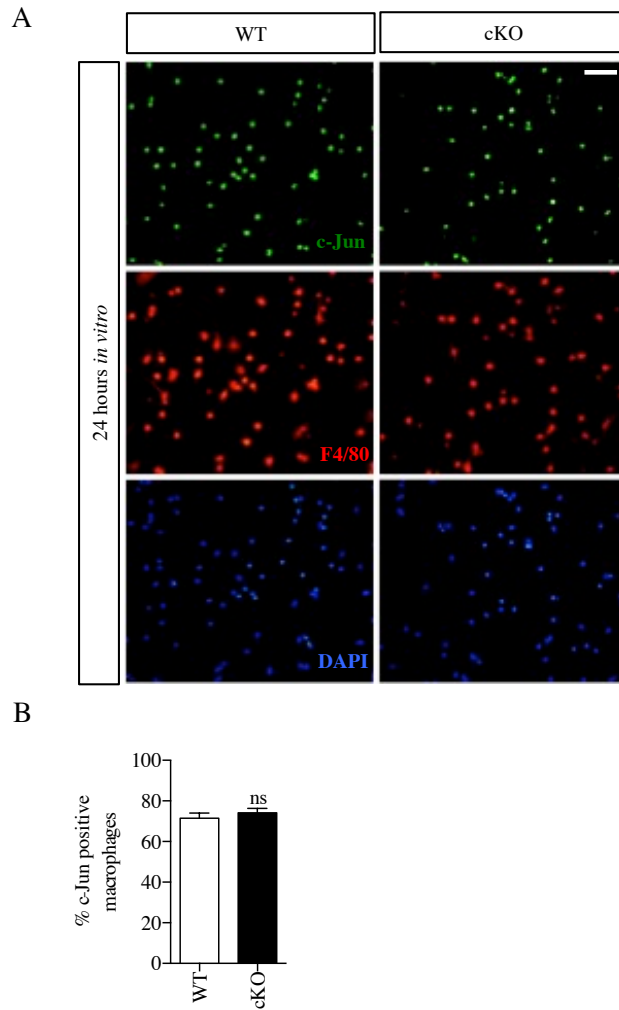 A
WT
cKO
24 hours in vitro
c-Jun
F4/80
DAPI
B
% c-Jun positive
macrophages
100
80
60
40
20
0
ns
WT
cKO